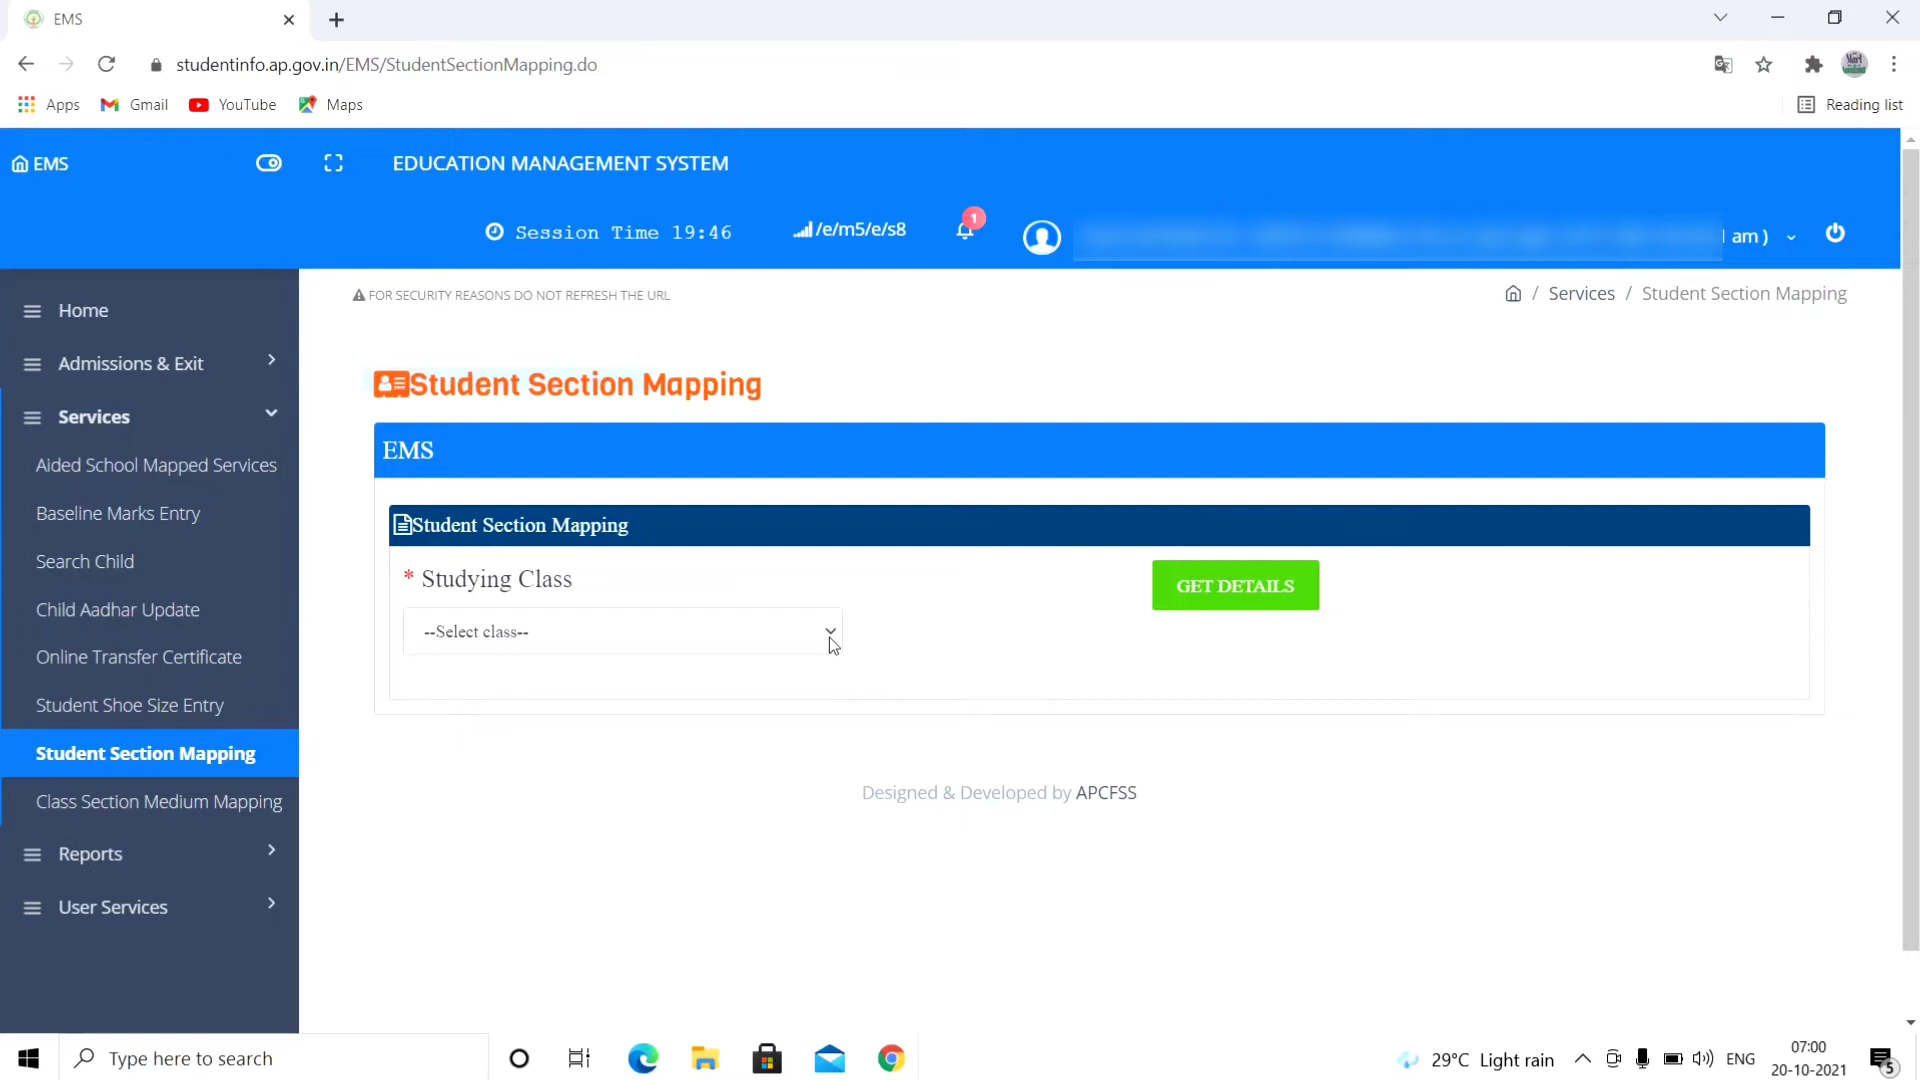 EMS
studentinfo.ap.gov.in/EMS/StudentSectionMapping.do
Apps Gmail YouTube Maps Reading list
EMS EDUCATION MANAGEMENT SYSTEM
Session Time 19:46 /e/m5/e/s8 1 am )
FOR SECURITY REASONS DO NOT REFRESH THE URL
/ Services / Student Section Mapping
Home
Admissions & Exit
Services
Aided School Mapped Services
Baseline Marks Entry
Search Child
Child Aadhar Update
Online Transfer Certificate
Student Shoe Size Entry
Student Section Mapping
Class Section Medium Mapping
Reports
User Services
Student Section Mapping
EMS
Student Section Mapping
* Studying Class
GET DETAILS
--Select class--
Designed & Developed by APCFSS
Type here to search
29°C Light rain
ENG
07:00
20-10-2021
5